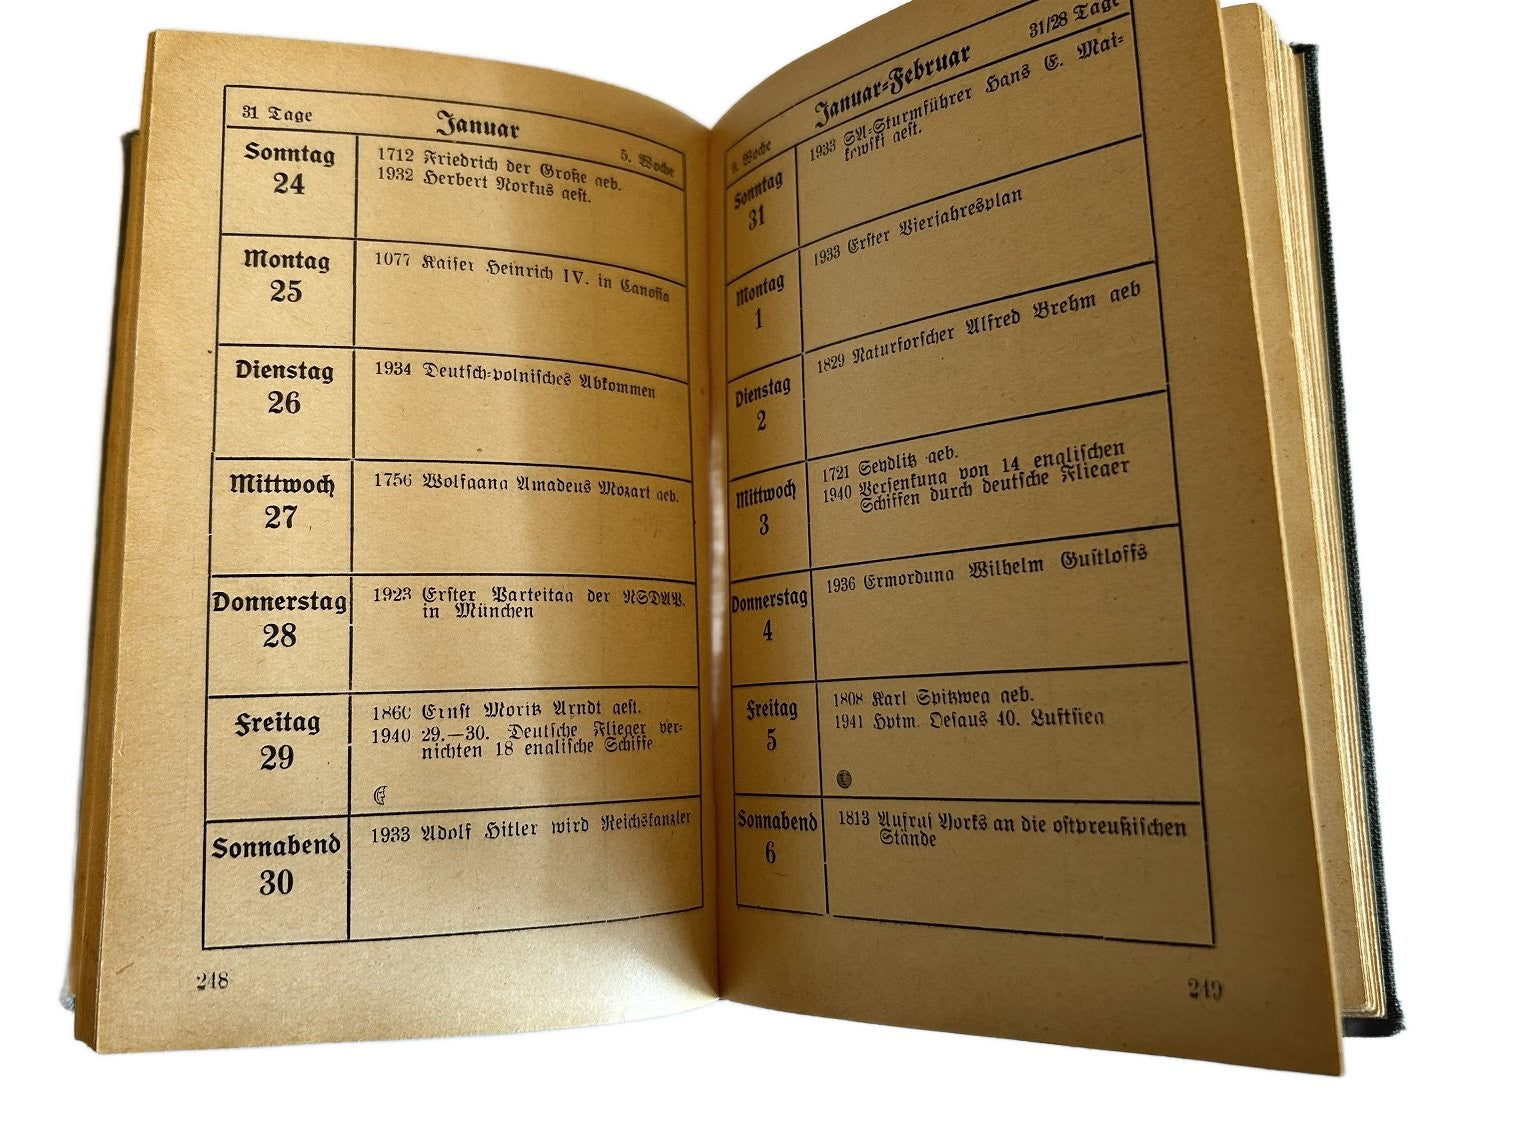 31 Tage
Januar
5. Woche
Sonntag
24
1712 Friedrich der Große geb.
1932 Herbert Norkus gest.
Montag
25
1077 Kaiser Heinrich IV. in Canossa
Dienstag
26
1934 Deutsch-polnisches Abkommen
Mittwoch
27
1756 Wolfgang Amadeus Mozart geb.
Donnerstag
28
1923 Erster Parteitag der NSDAP.
in München
Freitag
29
1860 Ernst Moritz Arndt gest.
1940 29.—30. Deutsche Flieger ver-
nichten 18 englische Schiffe
Sonnabend
30
1933 Adolf Hitler wird Reichskanzler
248
6. Woche
Januar-Februar
31/28 Tage
Sonntag
31
1933 SA-Sturmführer Hans E. Mai-
kowski gest.
Montag
1
1933 Erster Vierjahresplan
Dienstag
2
1829 Naturforscher Alfred Brehm geb
Mittwoch
3
1721 Seydlitz geb.
1940 Versenkung von 14 englischen
Schiffen durch deutsche Flieger
Donnerstag
4
1936 Ermordung Wilhelm Gustloffs
Freitag
5
1808 Karl Spitzweg geb.
1941 Hptm. Oesaus 40. Luftsieg
Sonnabend
6
1813 Aufruf Yorks an die ostpreußischen
Stände
249